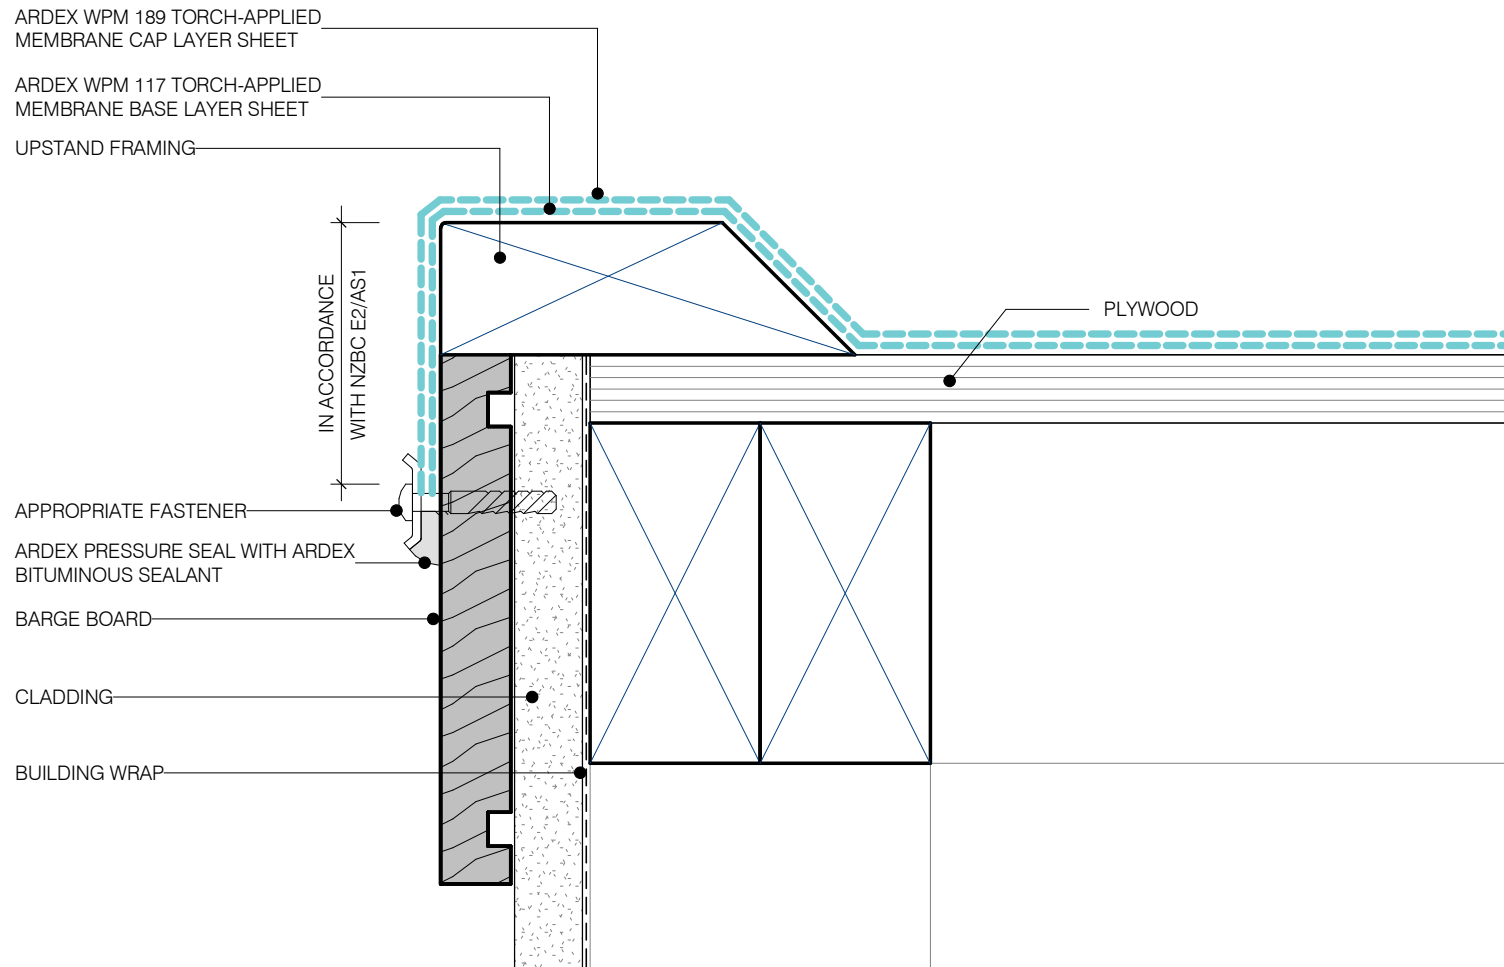 ARDEX WPM 189 TORCH-APPLIED
MEMBRANE CAP LAYER SHEET
ARDEX WPM 117 TORCH-APPLIED
MEMBRANE BASE LAYER SHEET
UPSTAND FRAMING
IN ACCORDANCE
WITH NZBC E2/AS1
PLYWOOD
APPROPRIATE FASTENER
ARDEX PRESSURE SEAL WITH ARDEX
BITUMINOUS SEALANT
BARGE BOARD
CLADDING
BUILDING WRAP